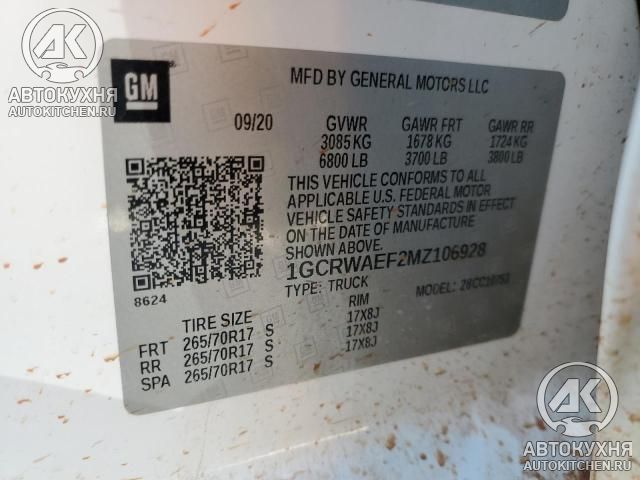 AK
АВТОКУХНЯ
AUTOKITCHEN.RU
GM
MFD BY GENERAL MOTORS LLC
09/20 GVWR GAWR FRT GAWR RR
3085 KG 1678 KG 1724 KG
6800 LB 3700 LB 3800 LB
THIS VEHICLE CONFORMS TO ALL
APPLICABLE U.S. FEDERAL MOTOR
VEHICLE SAFETY STANDARDS IN EFFECT
ON THE DATE OF MANUFACTURE
SHOWN ABOVE.
1GCRWAEF2MZ106928
8624
TYPE: TRUCK MODEL:
TIRE SIZE RIM
FRT 265/70R17 S 17X8J
RR 265/70R17 S 17X8J
SPA 265/70R17 S 17X8J
AK
АВТОКУХНЯ
AUTOKITCHEN.RU